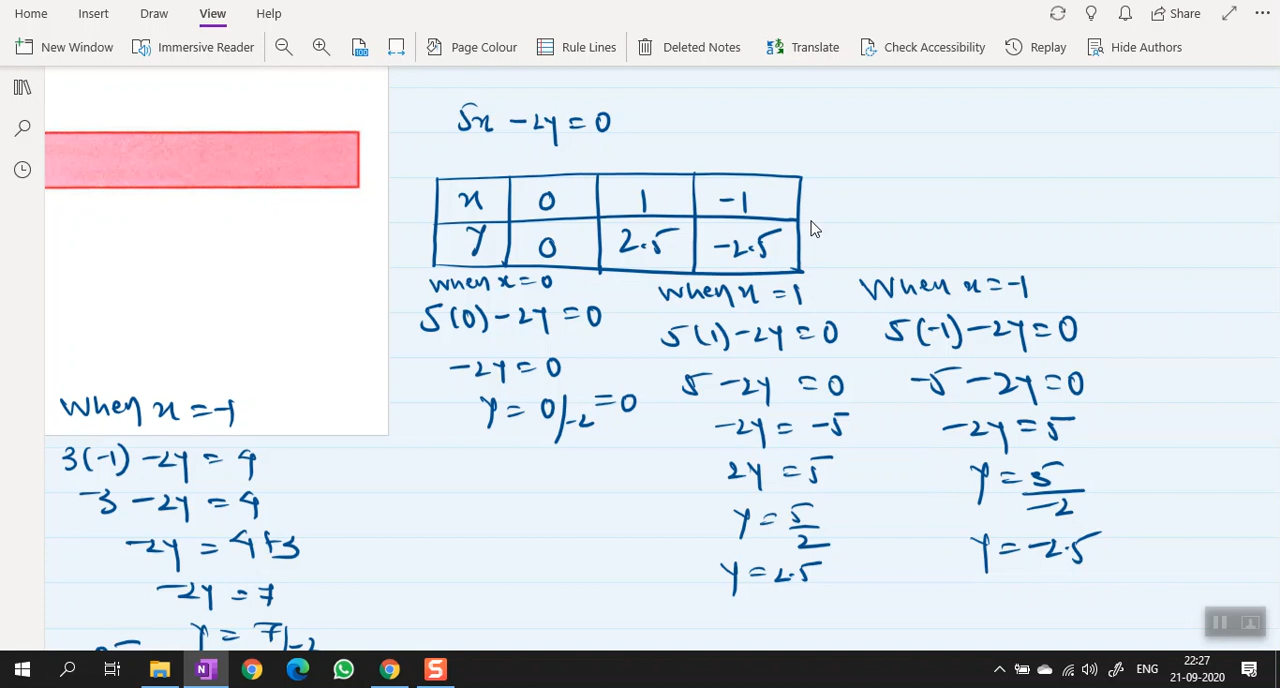 Home Insert Draw View Help Share
New Window Immersive Reader Page Colour Rule Lines Deleted Notes Translate Check Accessibility Replay Hide Authors
5x - 2y = 0
x 0 1 -1
y 0 2.5 -2.5
When x = 0
5(0) - 2y = 0
-2y = 0
y = 0/-2 = 0
When x = 1
5(1) - 2y = 0
5 - 2y = 0
-2y = -5
2y = 5
y = 5/2
y = 2.5
When x = -1
5(-1) - 2y = 0
-5 - 2y = 0
-2y = 5
y = 5/-2
y = -2.5
When x = -1
3(-1) - 2y = 4
-3 - 2y = 4
-2y = 4+3
-2y = 7
y = 7/-2
ENG
22:27
21-09-2020